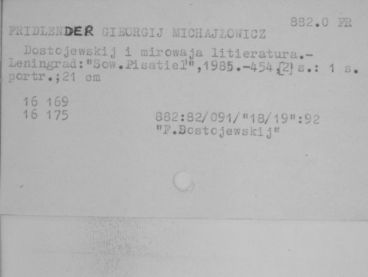 882.0 FR
FRIDLENDER GIEORGIJ MICHAJŁOWICZ
Dostojewskij i mirowaja litieratura.-
Leningrad:"Sow.Pisatiel",1985.-454,{2}s.: 1 s.
portr.;21 cm
16 169
16 175 882:82/091/"18/19":92
"F.Dostojewskij"